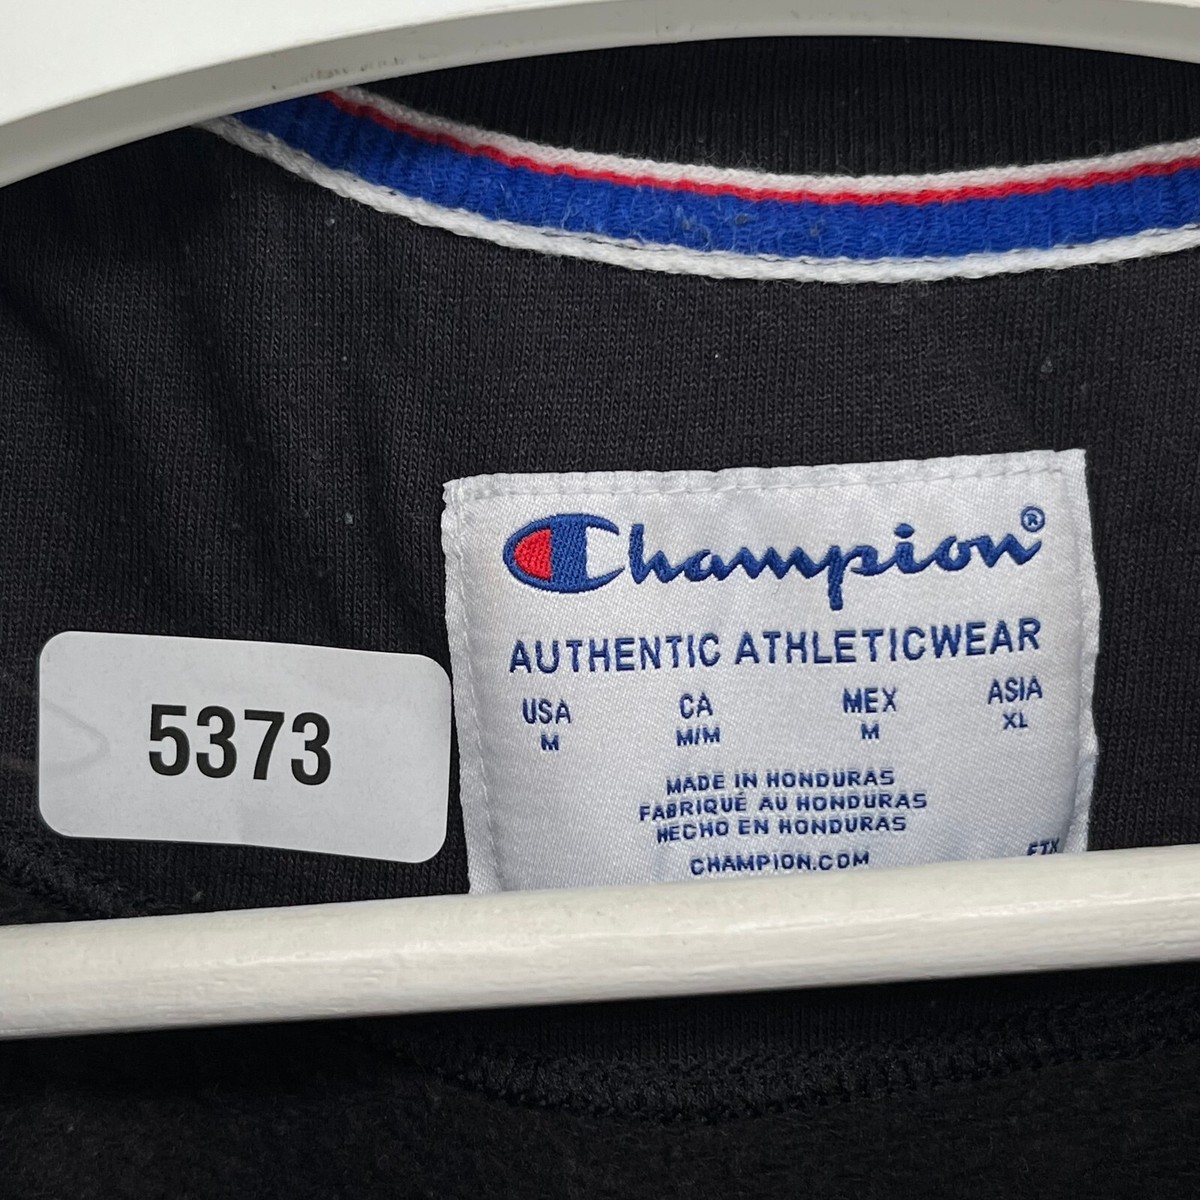 Champion®
AUTHENTIC ATHLETICWEAR
USA CA MEX ASIA
M M/M M XL
MADE IN HONDURAS
FABRIQUÉ AU HONDURAS
HECHO EN HONDURAS
CHAMPION.COM
5373